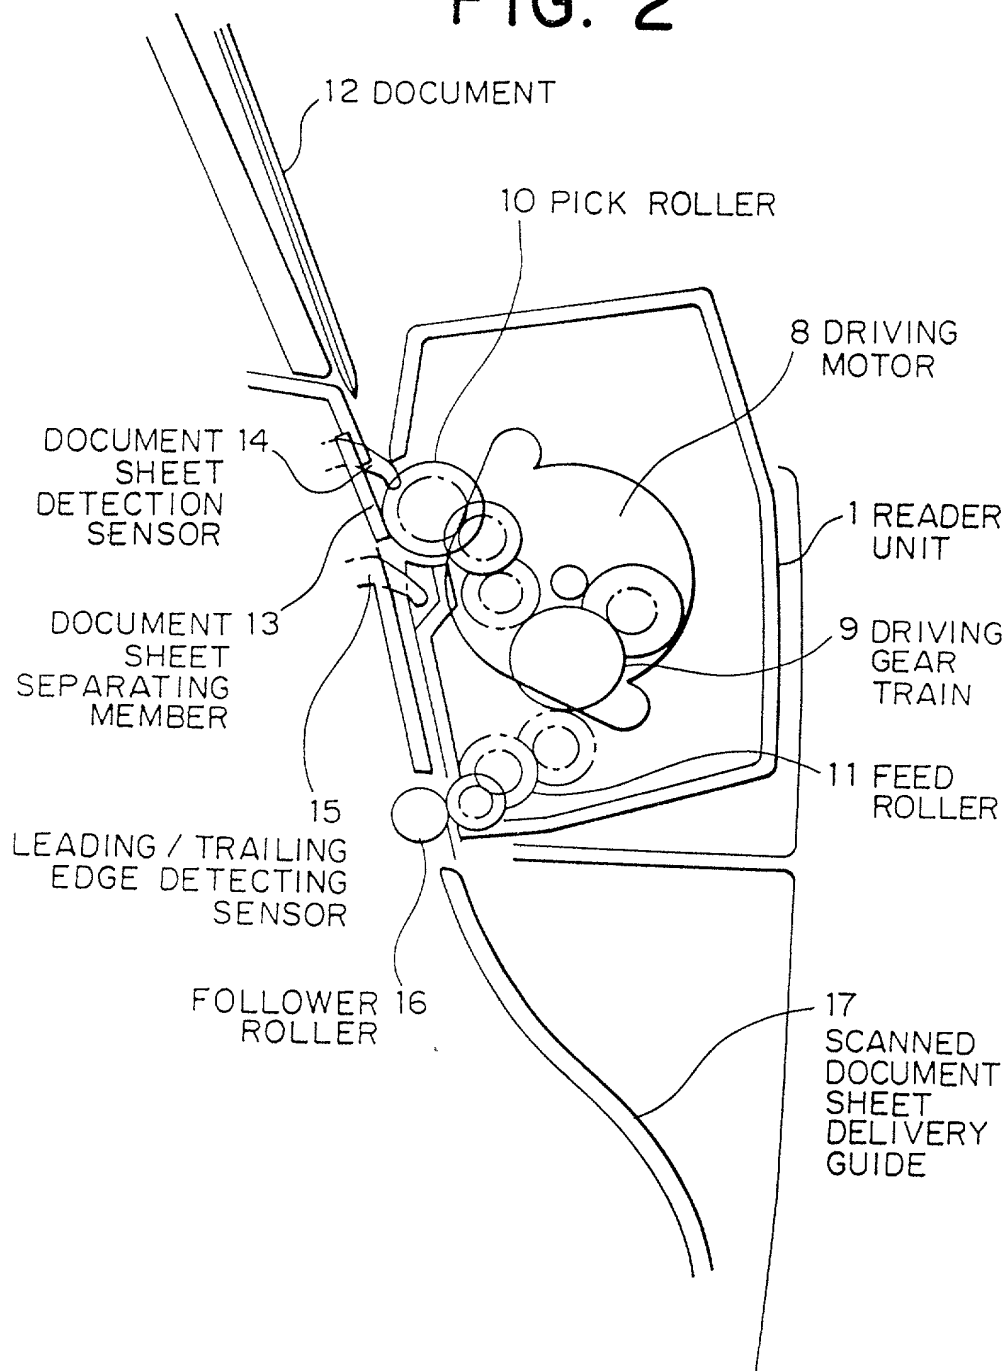 FIG. 2
12 DOCUMENT
10 PICK ROLLER
8 DRIVING
MOTOR
DOCUMENT 14
SHEET
DETECTION
SENSOR
1 READER
UNIT
DOCUMENT 13
SHEET
SEPARATING
MEMBER
9 DRIVING
GEAR
TRAIN
11 FEED
ROLLER
15
LEADING / TRAILING
EDGE DETECTING
SENSOR
FOLLOWER 16
ROLLER
17
SCANNED
DOCUMENT
SHEET
DELIVERY
GUIDE